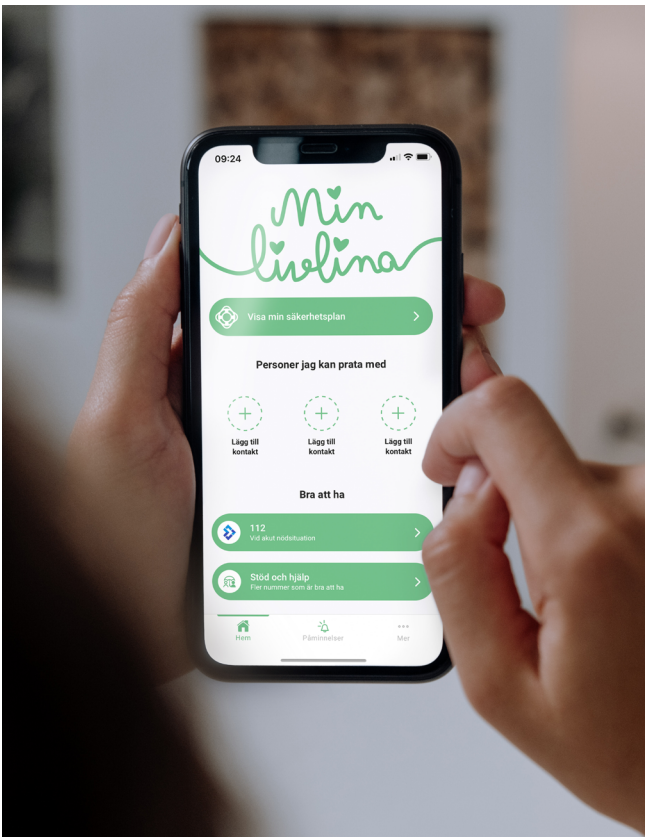 09:24
Min
livlina
Visa min säkerhetsplan
Personer jag kan prata med
Lägg till kontakt
Lägg till kontakt
Lägg till kontakt
Bra att ha
112
Vid akut nödsituation
Stöd och hjälp
Fler nummer som är bra att ha
Hem
Påminnelser
Mer